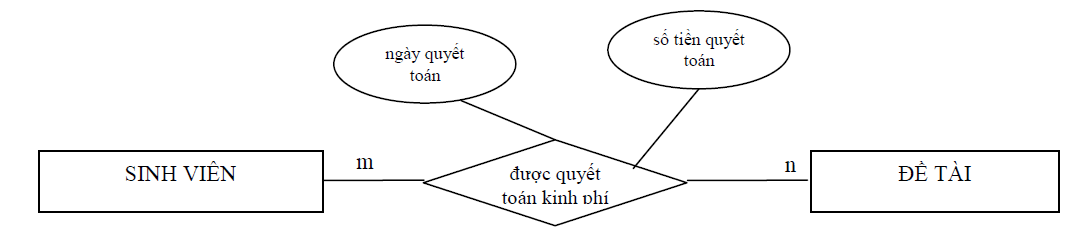 ngày quyết
toán
số tiền quyết
toán
SINH VIÊN
m
được quyết
toán kinh phí
n
ĐỀ TÀI